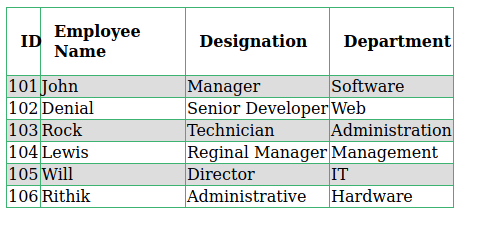 ID Employee Name Designation Department
101 John Manager Software
102 Denial Senior Developer Web
103 Rock Technician Administration
104 Lewis Reginal Manager Management
105 Will Director IT
106 Rithik Administrative Hardware